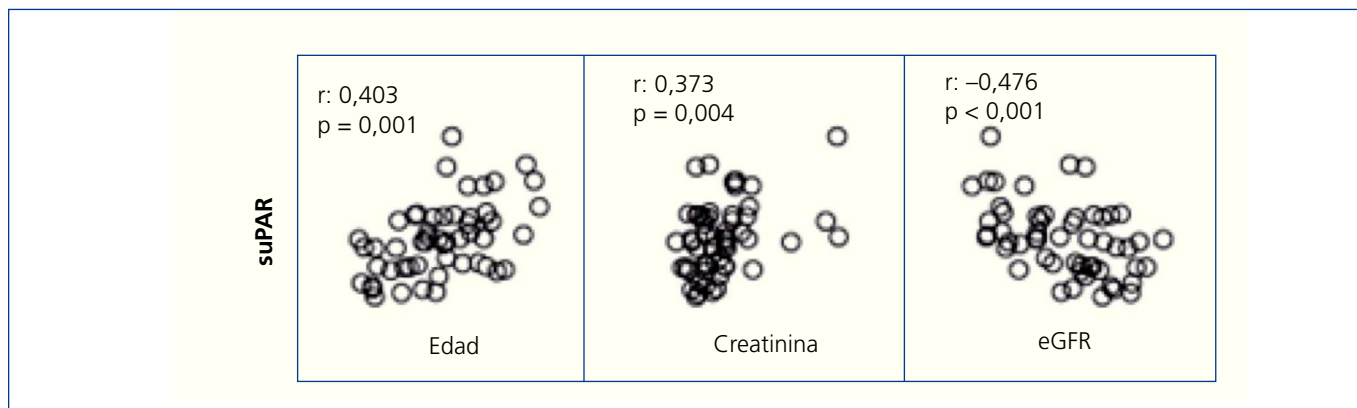 r: 0,403
p = 0,001
r: 0,373
p = 0,004
r: –0,476
p < 0,001
suPAR
Edad
Creatinina
eGFR